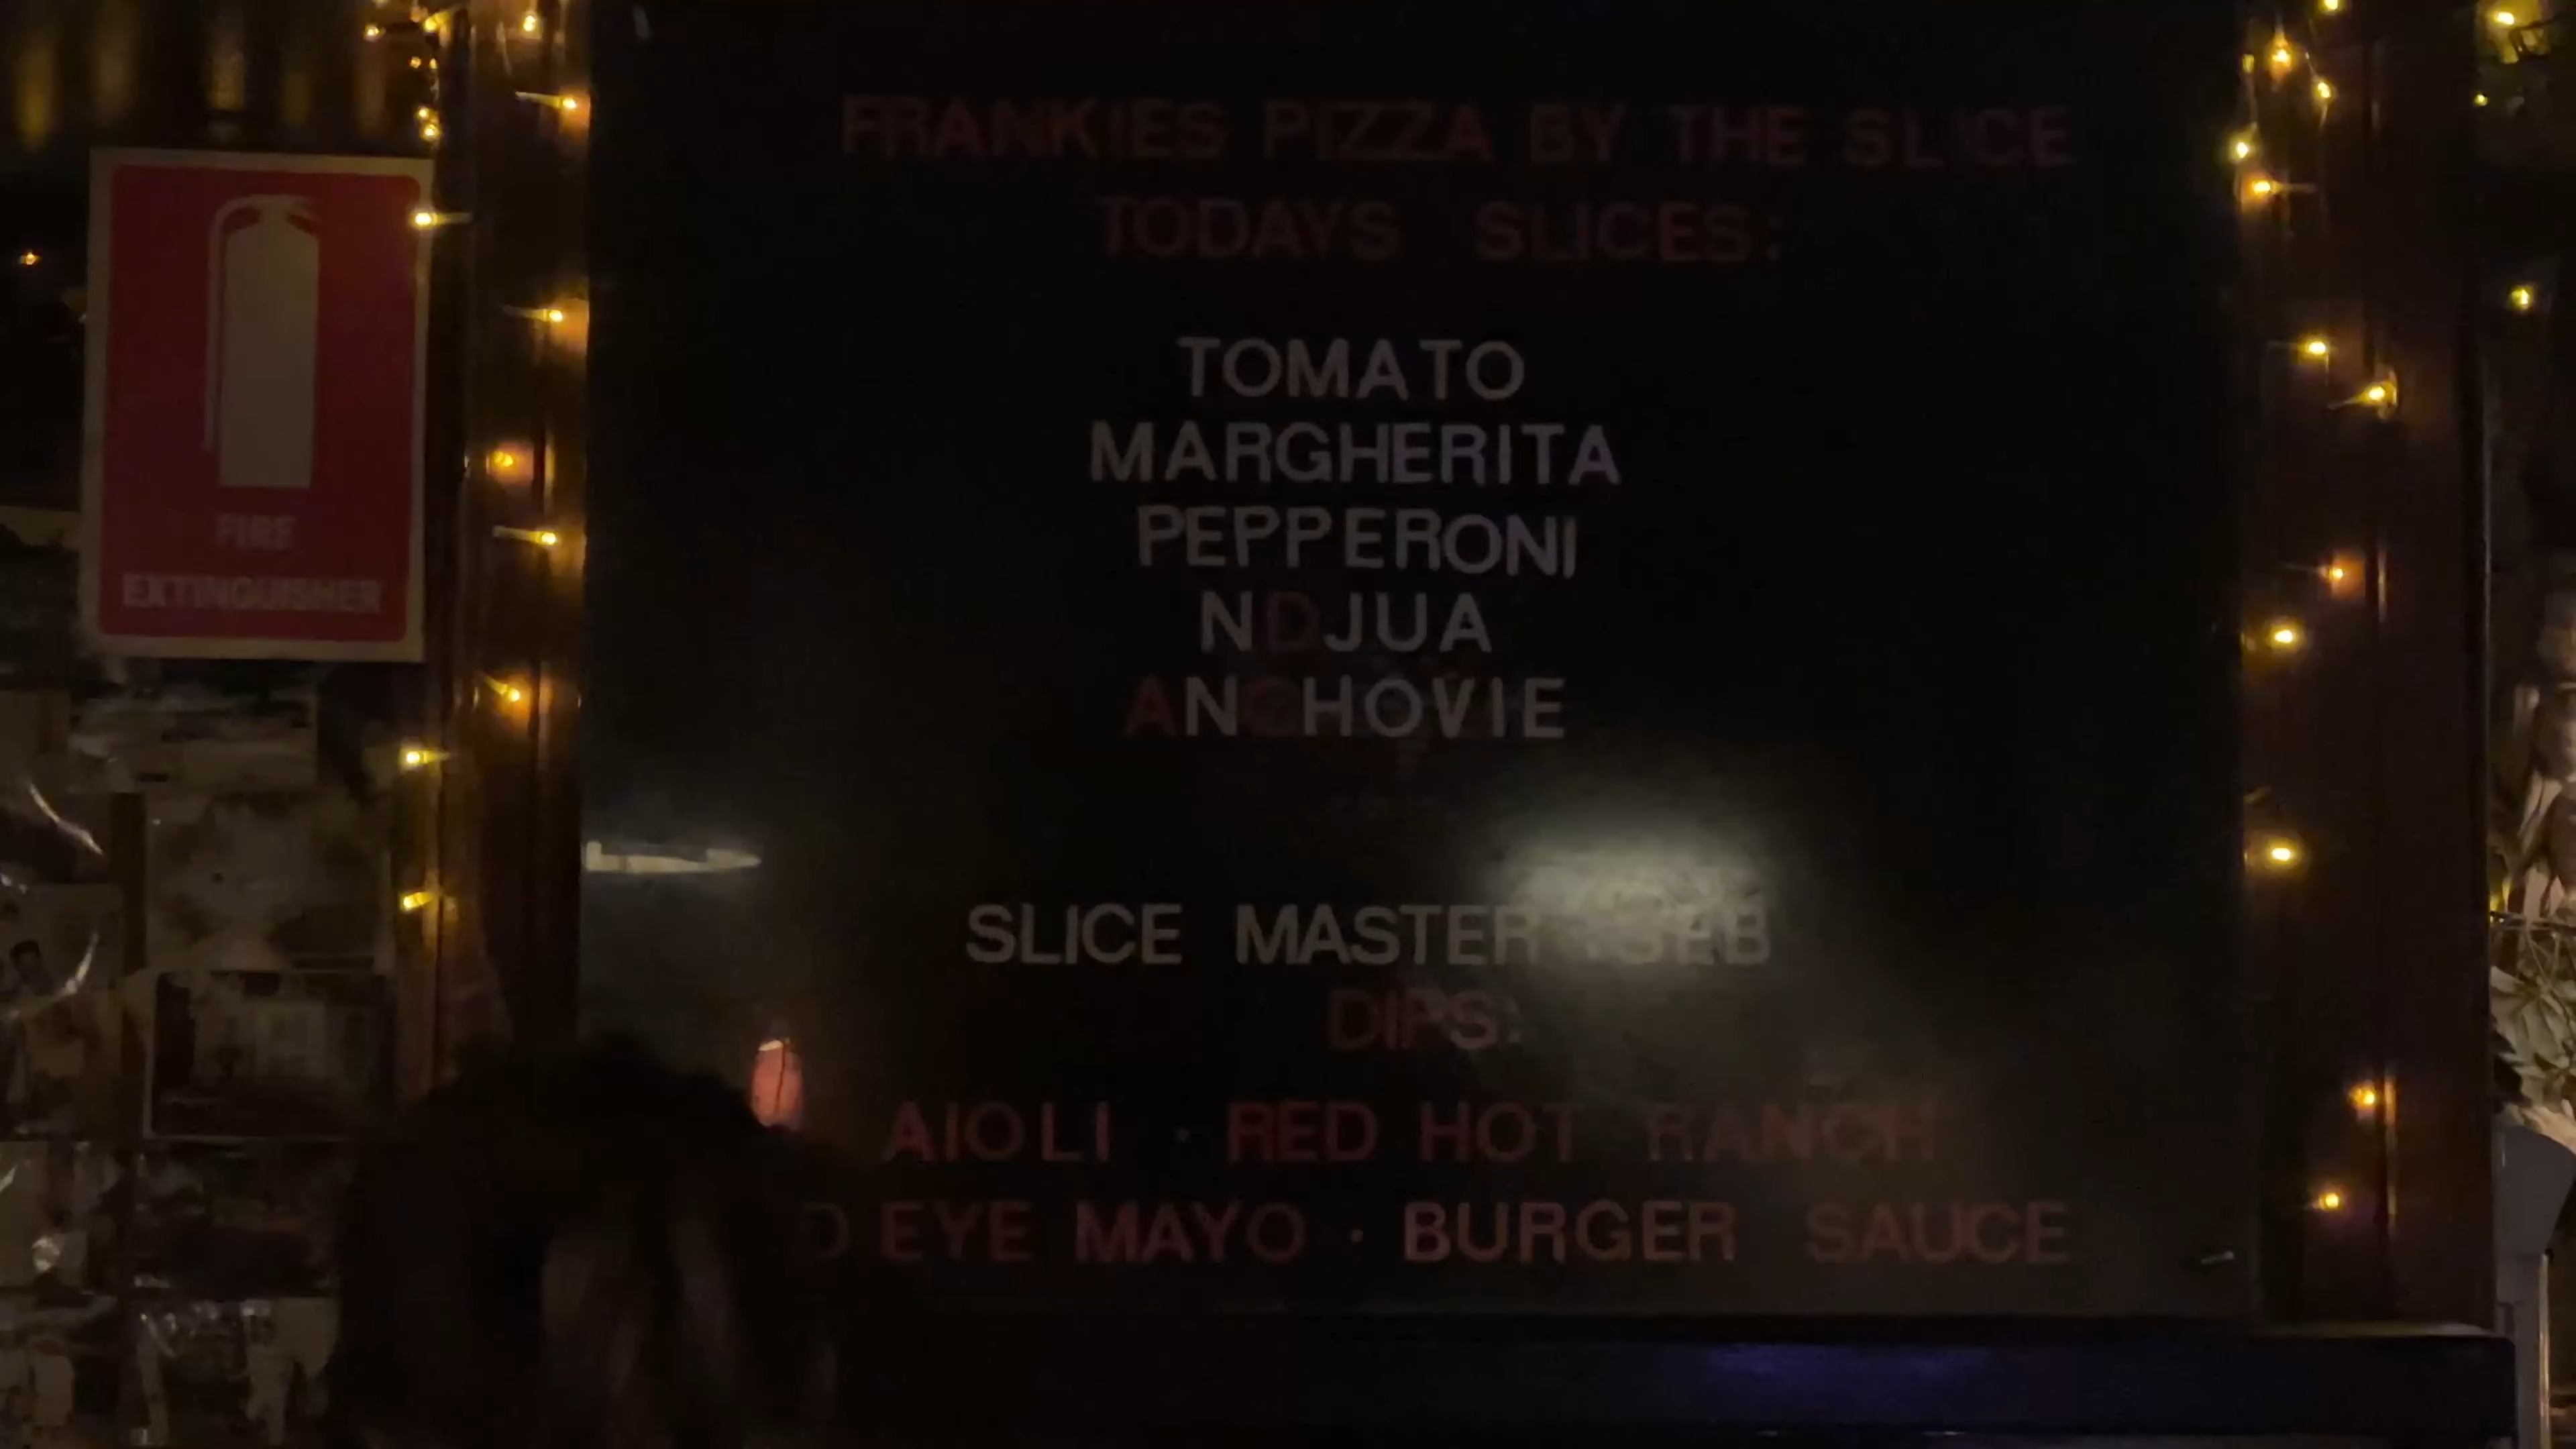 FRANKIES PIZZA BY THE SLICE
TODAYS SLICES:
TOMATO
MARGHERITA
PEPPERONI
NDJUA
ANCHOVIE
SLICE MASTER : SEB
DIPS:
AIOLI · RED HOT RANCH
EYE MAYO · BURGER SAUCE
FIRE
EXTINGUISHER